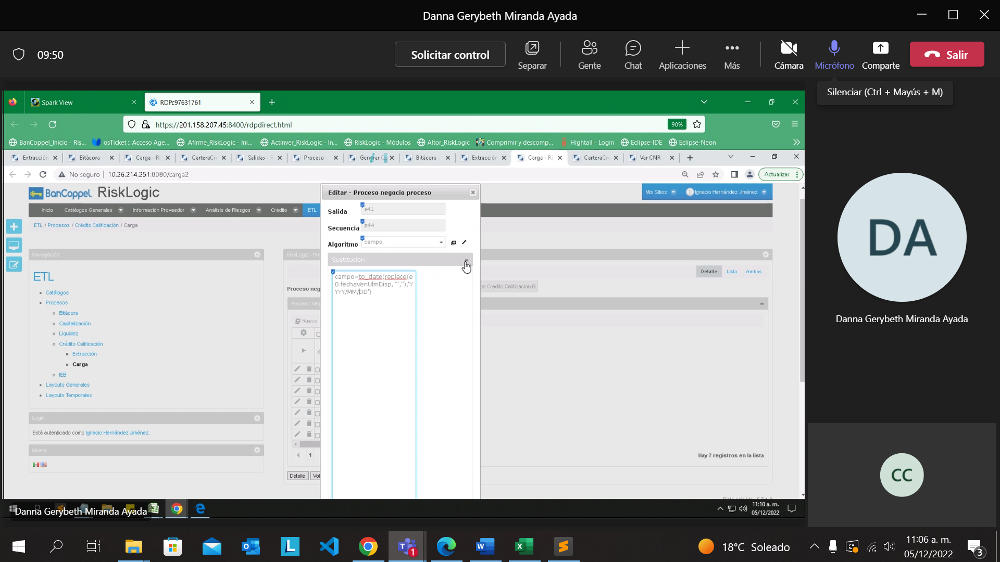 Danna Gerybeth Miranda Ayada
09:50
Solicitar control
Separar
Gente
Chat
Aplicaciones
Más
Cámara
Micrófono
Comparte
Salir
Silenciar (Ctrl + Mayús + M)
Spark View
RDPc97631761
https://201.158.207.45:8400/rdpdirect.html
90%
BanCoppel_Inicio - Ris...
osTicket :: Acceso Age...
Afirme_RiskLogic - Ini...
Actinver_RiskLogic - In...
RiskLogic - Módulos
Altor_RiskLogic
Comprimir y descomp...
Hightail - Login
Eclipse-IDE
Eclipse-Neon
Extracción
Bitácora -
Carga - Ri
CarteraCre
Salidas - R
Proceso -
Generar
Bitácora -
Extracción
Carga - Ri
CarteraCre
Var CNR -
No seguro
10.26.214.251:8080/carga2
Actualizar
BanCoppel RiskLogic
Mis Sitios
Ignacio Hernández Jiménez
Inicio
Catálogos Generales
Información Proveedor
Análisis de Riesgos
Crédito
ETL
ETL / Procesos / Crédito Calificación / Carga
Navegación
ETL
Catálogos
Procesos
Bitácora
Capitalización
Liquidez
Crédito Calificación
Extracción
Carga
IEB
Layouts Generales
Layouts Temporales
Login
Está autenticado como Ignacio Hernández Jiménez.
Idioma
RiskLogic - Pro
Detalle
Lista
Ambos
Proceso neg
os Credito Calificacion B
Proceso neg
Nuevo
1
Hay 7 registros en la lista
Detalle
Vol
Editar - Proceso negocio proceso
Salida
s41
Secuencia
p44
Algoritmo
campo
Sustitucion
campo=to_date(replace(e
0.fechaVenUlmDisp,'"',''),'Y
YYY/MM/DD')
11:10 a. m.
05/12/2022
Danna Gerybeth Miranda Ayada
DA
Danna Gerybeth Miranda Ayada
CC
1
18°C Soleado
11:06 a. m.
05/12/2022
3